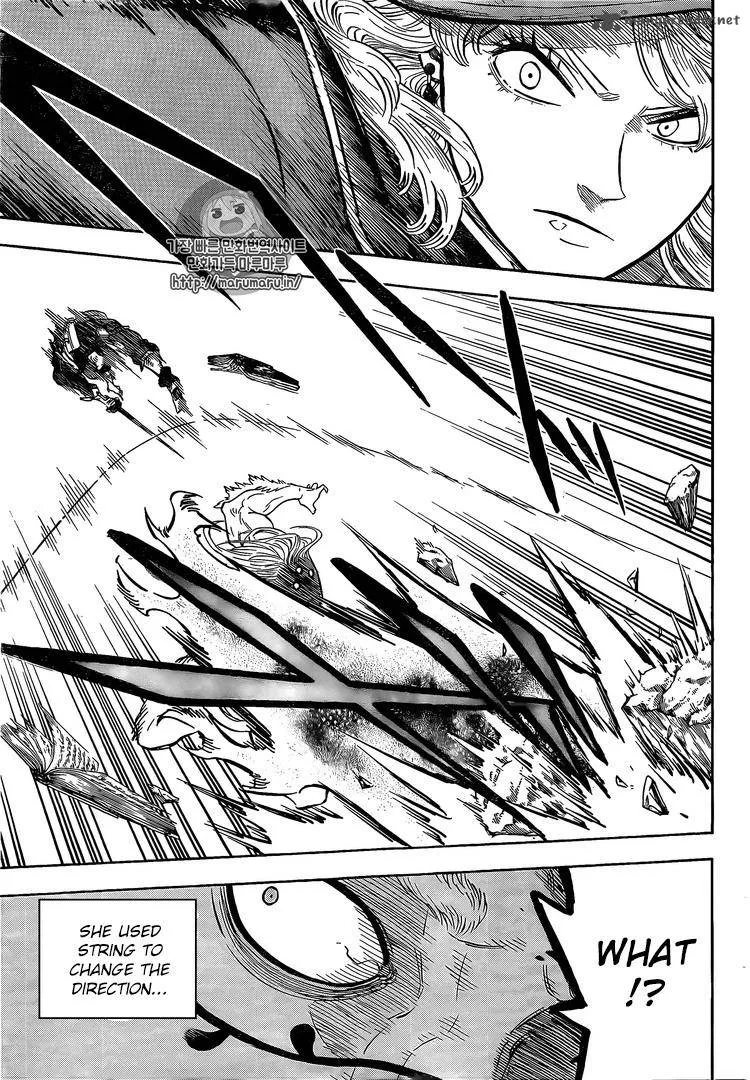 가장 빠른 만화번역사이트
만화가득 마루마루
http://marumaru.in/
SHE USED
STRING TO
CHANGE THE
DIRECTION...
WHAT
!?